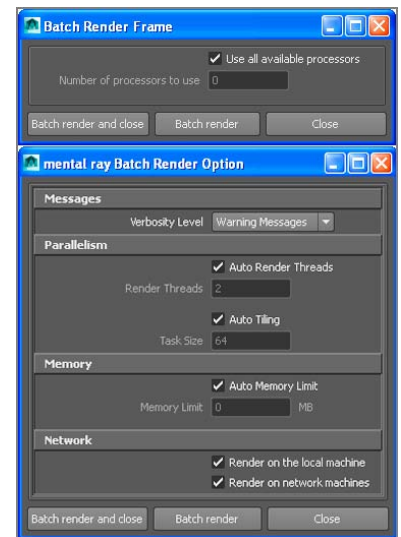 Batch Render Frame
Use all available processors
Number of processors to use 0
Batch render and close Batch render Close
mental ray Batch Render Option
Messages
Verbosity Level Warning Messages
Parallelism
Auto Render Threads
Render Threads 2
Auto Tiling
Task Size 64
Memory
Auto Memory Limit
Memory Limit 0 MB
Network
Render on the local machine
Render on network machines
Batch render and close Batch render Close